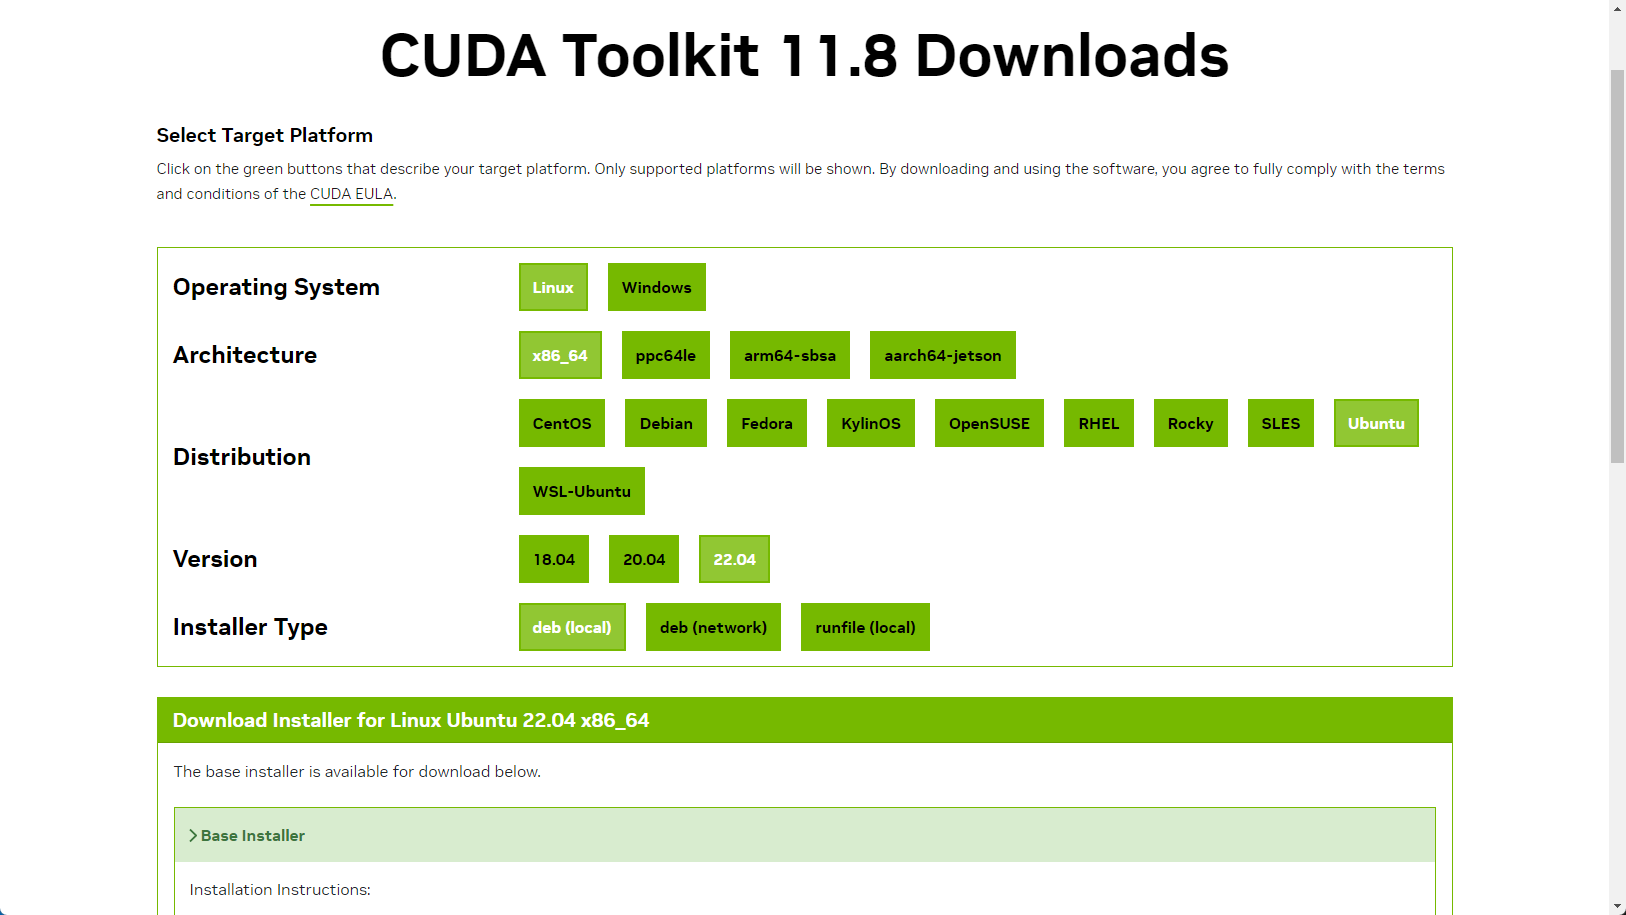 CUDA Toolkit 11.8 Downloads
Select Target Platform
Click on the green buttons that describe your target platform. Only supported platforms will be shown. By downloading and using the software, you agree to fully comply with the terms
and conditions of the CUDA EULA.
Operating System Linux Windows
Architecture x86_64 ppc64le arm64-sbsa aarch64-jetson
Distribution CentOS Debian Fedora KylinOS OpenSUSE RHEL Rocky SLES Ubuntu
WSL-Ubuntu
Version 18.04 20.04 22.04
Installer Type deb (local) deb (network) runfile (local)
Download Installer for Linux Ubuntu 22.04 x86_64
The base installer is available for download below.
Base Installer
Installation Instructions: